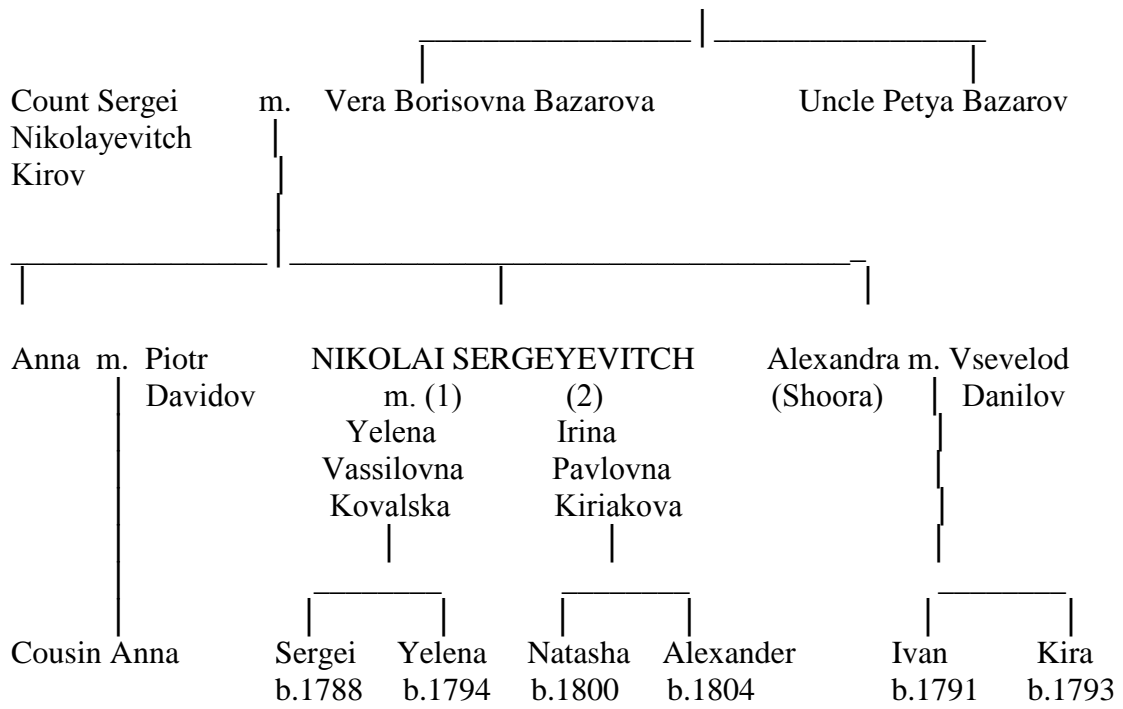 Count Sergei m. Vera Borisovna Bazarova Uncle Petya Bazarov
Nikolayevitch
Kirov
Anna m. Piotr NIKOLAI SERGEYEVITCH Alexandra m. Vsevelod
Davidov m. (1) (2) (Shoora) Danilov
Yelena Irina
Vassilovna Pavlovna
Kovalska Kiriakova
Cousin Anna Sergei Yelena Natasha Alexander Ivan Kira
b.1788 b.1794 b.1800 b.1804 b.1791 b.1793